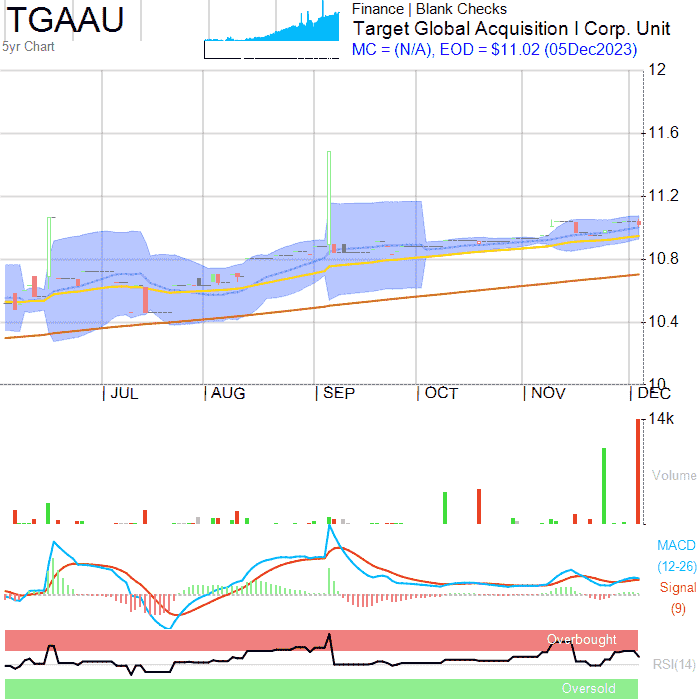 TGAAU
5yr Chart
Finance | Blank Checks
Target Global Acquisition I Corp. Unit
MC = (N/A), EOD = $11.02 (05Dec2023)
12
11.6
11.2
10.8
10.4
10
JUL AUG SEP OCT NOV DEC
14k
Volume
MACD
(12-26)
Signal
(9)
Overbought
RSI(14)
Oversold